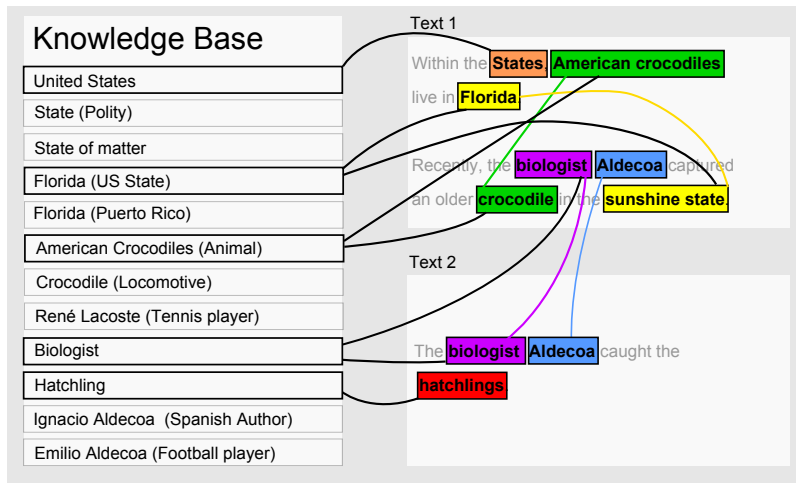 Knowledge Base
United States
State (Polity)
State of matter
Florida (US State)
Florida (Puerto Rico)
American Crocodiles (Animal)
Crocodile (Locomotive)
René Lacoste (Tennis player)
Biologist
Hatchling
Ignacio Aldecoa (Spanish Author)
Emilio Aldecoa (Football player)
Text 1
Within the States, American crocodiles
live in Florida.
Recently, the biologist Aldecoa captured
an older crocodile in the sunshine state.
Text 2
The biologist Aldecoa caught the
hatchlings.